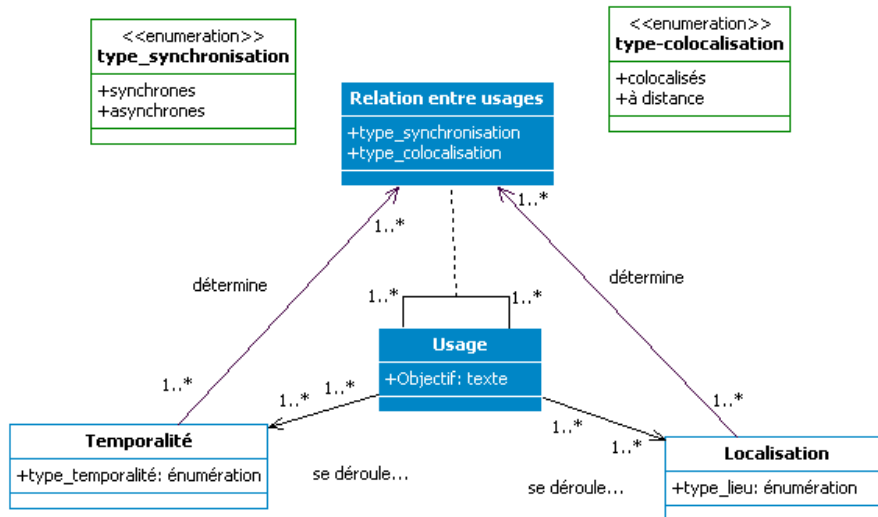 <<enumeration>>
type_synchronisation
+synchrones
+asynchrones
<<enumeration>>
type-colocalisation
+colocalisés
+à distance
Relation entre usages
+type_synchronisation
+type_colocalisation
1..*
1..*
détermine
détermine
1..*
1..*
Usage
+Objectif: texte
1..*
1..*
1..*
1..*
1..*
1..*
Temporalité
+type_temporalité: énumération
se déroule...
se déroule...
Localisation
+type_lieu: énumération